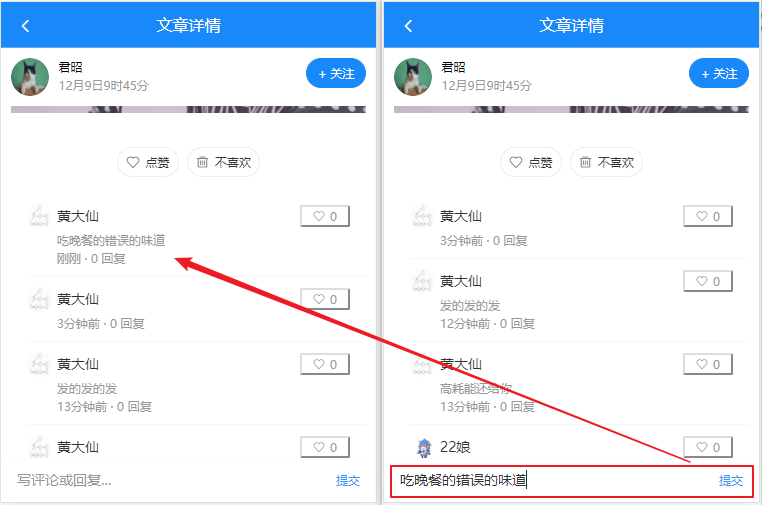 文章详情
君昭
12月9日9时45分
+ 关注
点赞
不喜欢
黄大仙
0
吃晚餐的错误的味道
刚刚 · 0 回复
黄大仙
0
3分钟前 · 0 回复
黄大仙
0
发的发的发
13分钟前 · 0 回复
黄大仙
0
写评论或回复...
提交
文章详情
君昭
12月9日9时45分
+ 关注
点赞
不喜欢
黄大仙
0
3分钟前 · 0 回复
黄大仙
0
发的发的发
12分钟前 · 0 回复
黄大仙
0
高耗能还给你
13分钟前 · 0 回复
22娘
0
吃晚餐的错误的味道
提交